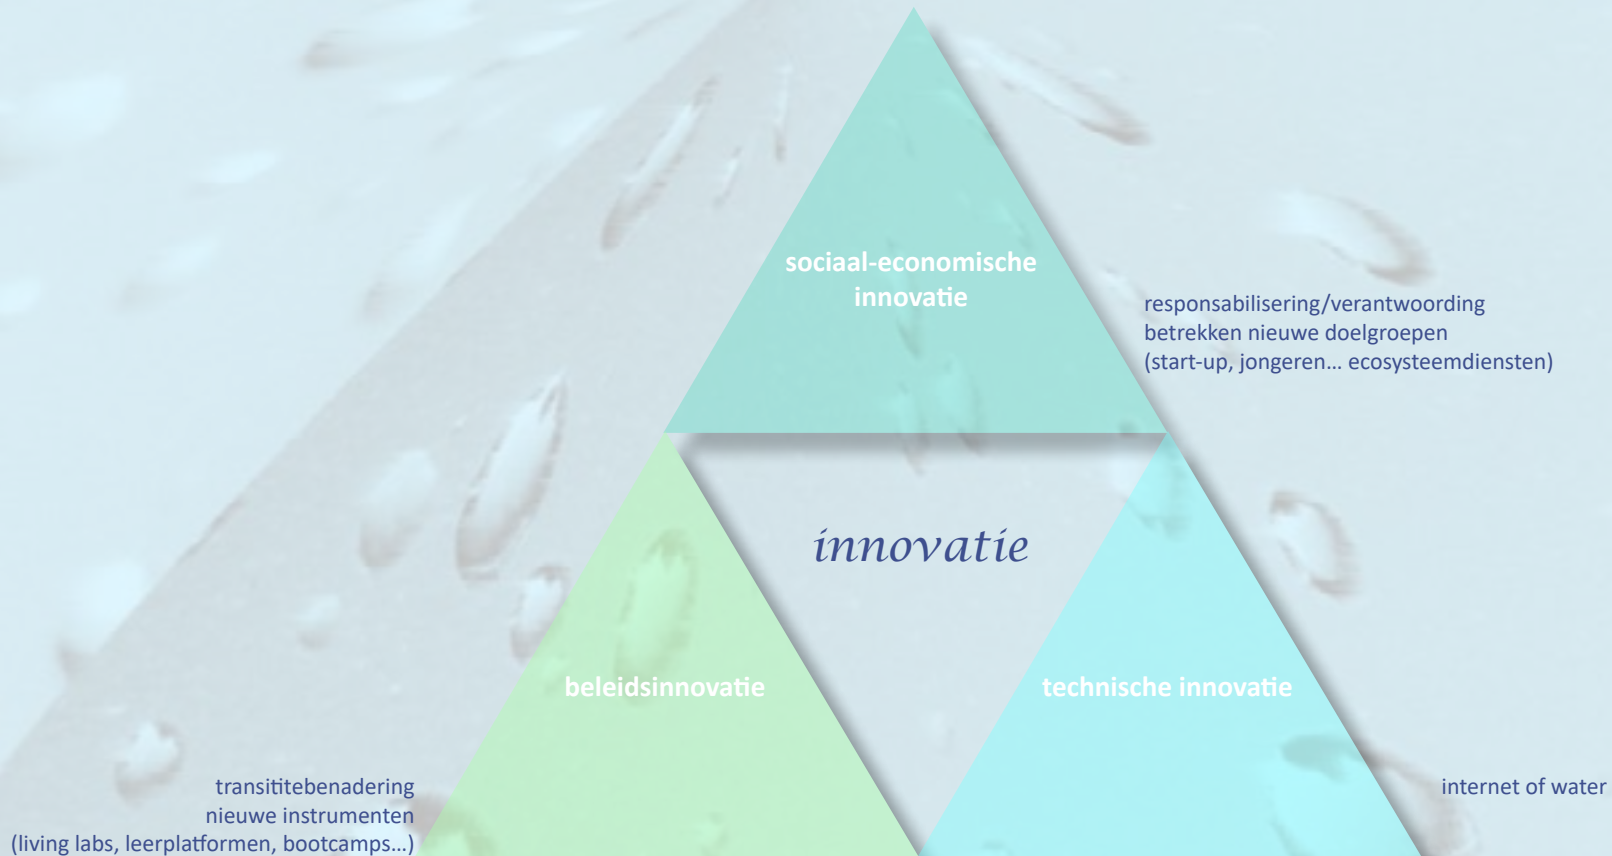 sociaal-economische
innovatie
responsabilisering/verantwoording
betrekken nieuwe doelgroepen
(start-up, jongeren... ecosysteemdiensten)
innovatie
beleidsinnovatie
technische innovatie
transititebenadering
nieuwe instrumenten
(living labs, leerplatformen, bootcamps...)
internet of water